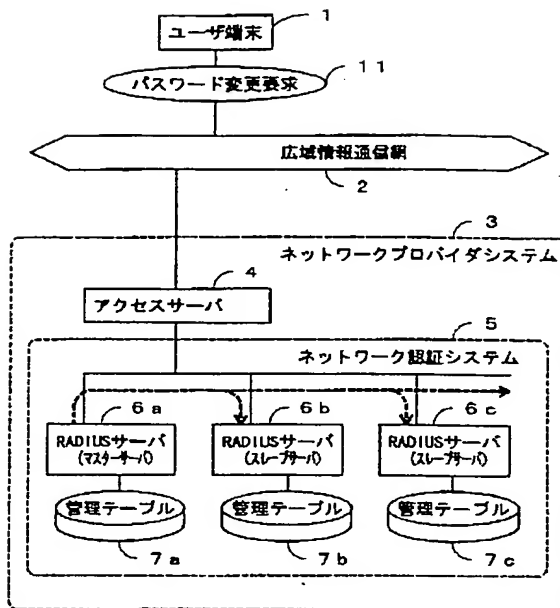 1
ユーザ端末
11
パスワード変更要求
広域情報通信網
2
3
ネットワークプロバイダシステム
4
アクセスサーバ
5
ネットワーク認証システム
6a 6b 6c
RADIUSサーバ RADIUSサーバ RADIUSサーバ
(マスターサーバ) (スレーブサーバ) (スレーブサーバ)
管理テーブル 管理テーブル 管理テーブル
7a 7b 7c